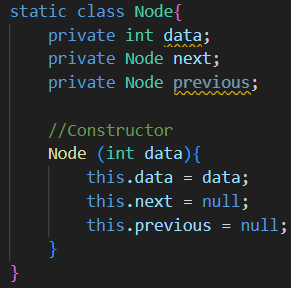 static class Node{
    private int data;
    private Node next;
    private Node previous;

    //Constructor
    Node (int data){
        this.data = data;
        this.next = null;
        this.previous = null;
    }
}